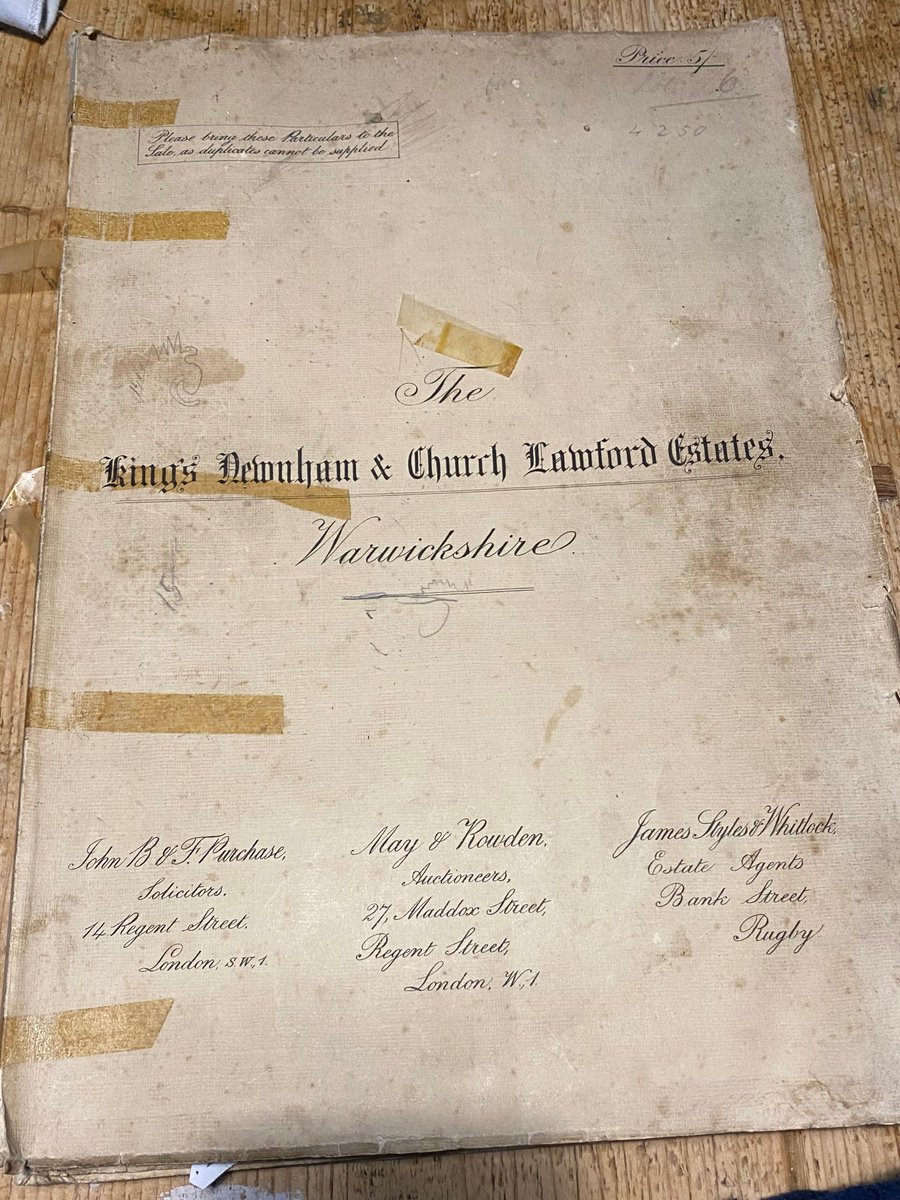 Price 5/-
6
4250
Please bring these Particulars to the
Sale, as duplicates cannot be supplied
The
King's Newnham & Church Lawford Estates.
Warwickshire
John B & F Purchase,
Solicitors,
14 Regent Street,
London, S.W,1.
May & Rowden,
Auctioneers,
27, Maddox Street,
Regent Street,
London, W,1.
James Styles & Whitlock,
Estate Agents
Bank Street,
Rugby